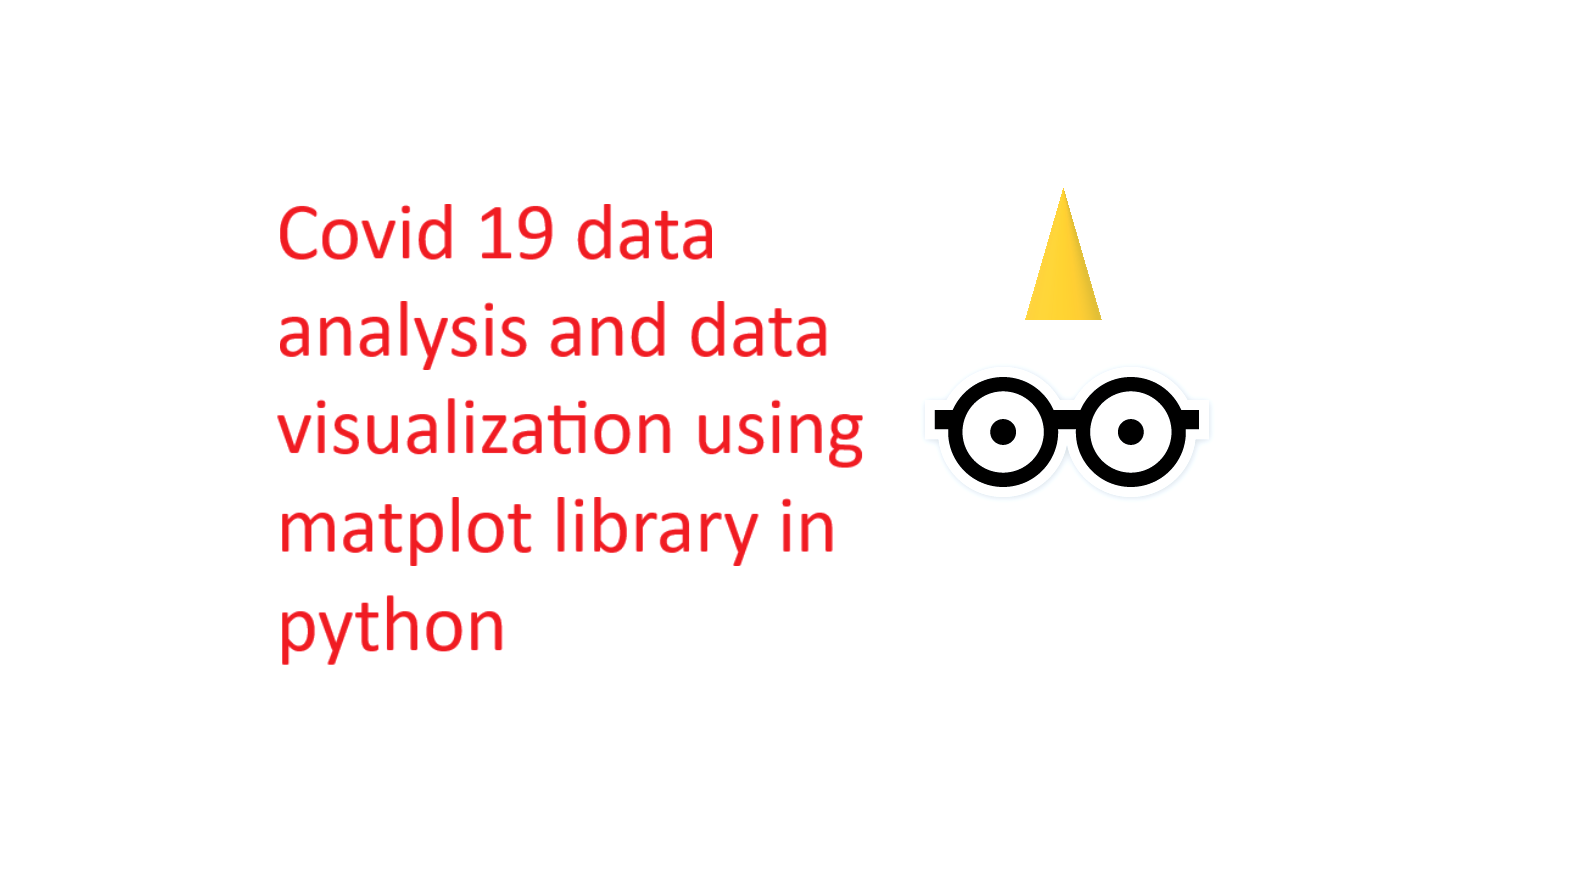 Covid 19 data
analysis and data
visualization using
matplot library in
python